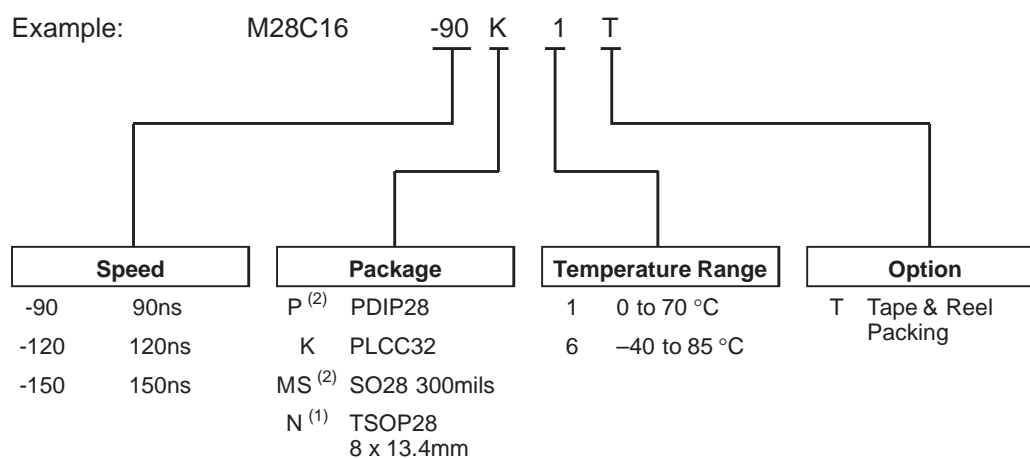 Example: M28C16 -90 K 1 T
Speed
-90 90ns
-120 120ns
-150 150ns
Package
P (2) PDIP28
K PLCC32
MS (2) SO28 300mils
N (1) TSOP28
8 x 13.4mm
Temperature Range
1 0 to 70 °C
6 –40 to 85 °C
Option
T Tape & Reel
Packing